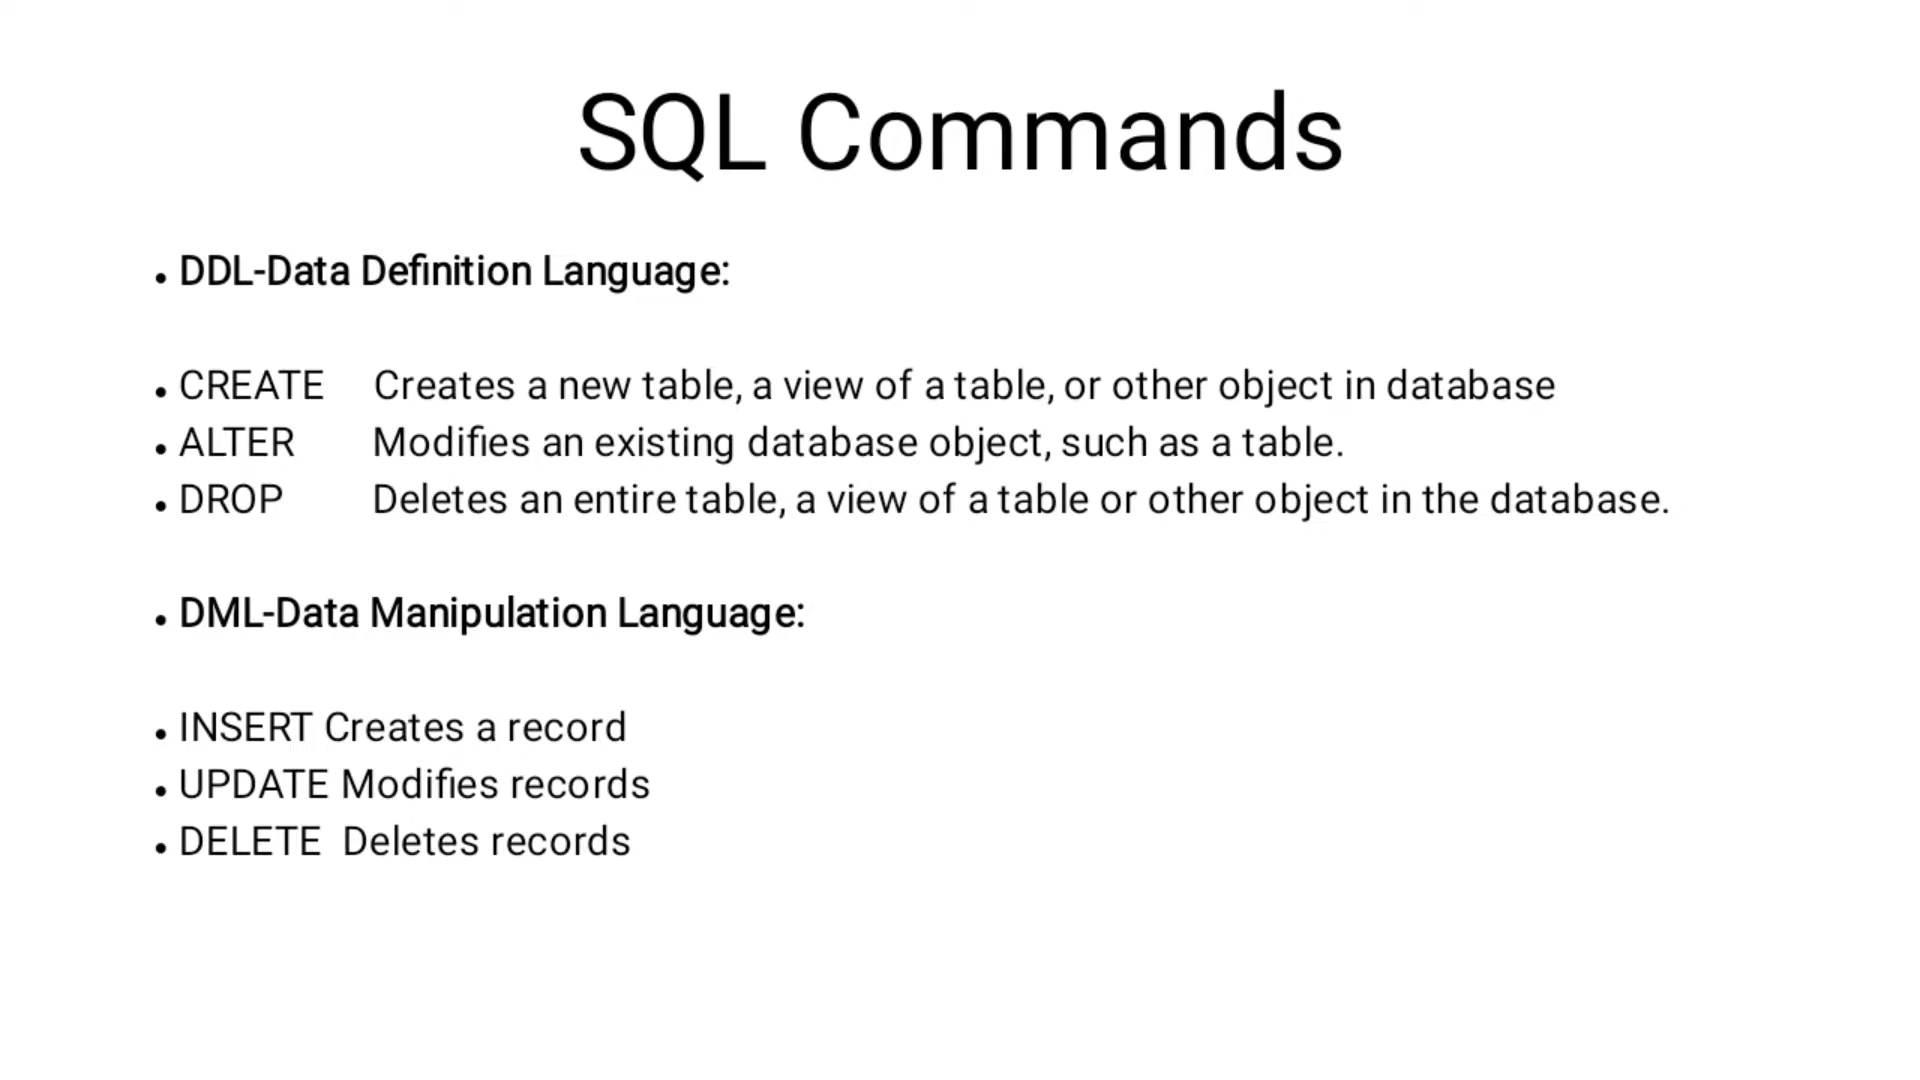 SQL Commands
• DDL-Data Definition Language:
• CREATE Creates a new table, a view of a table, or other object in database
• ALTER Modifies an existing database object, such as a table.
• DROP Deletes an entire table, a view of a table or other object in the database.
• DML-Data Manipulation Language:
• INSERT Creates a record
• UPDATE Modifies records
• DELETE Deletes records